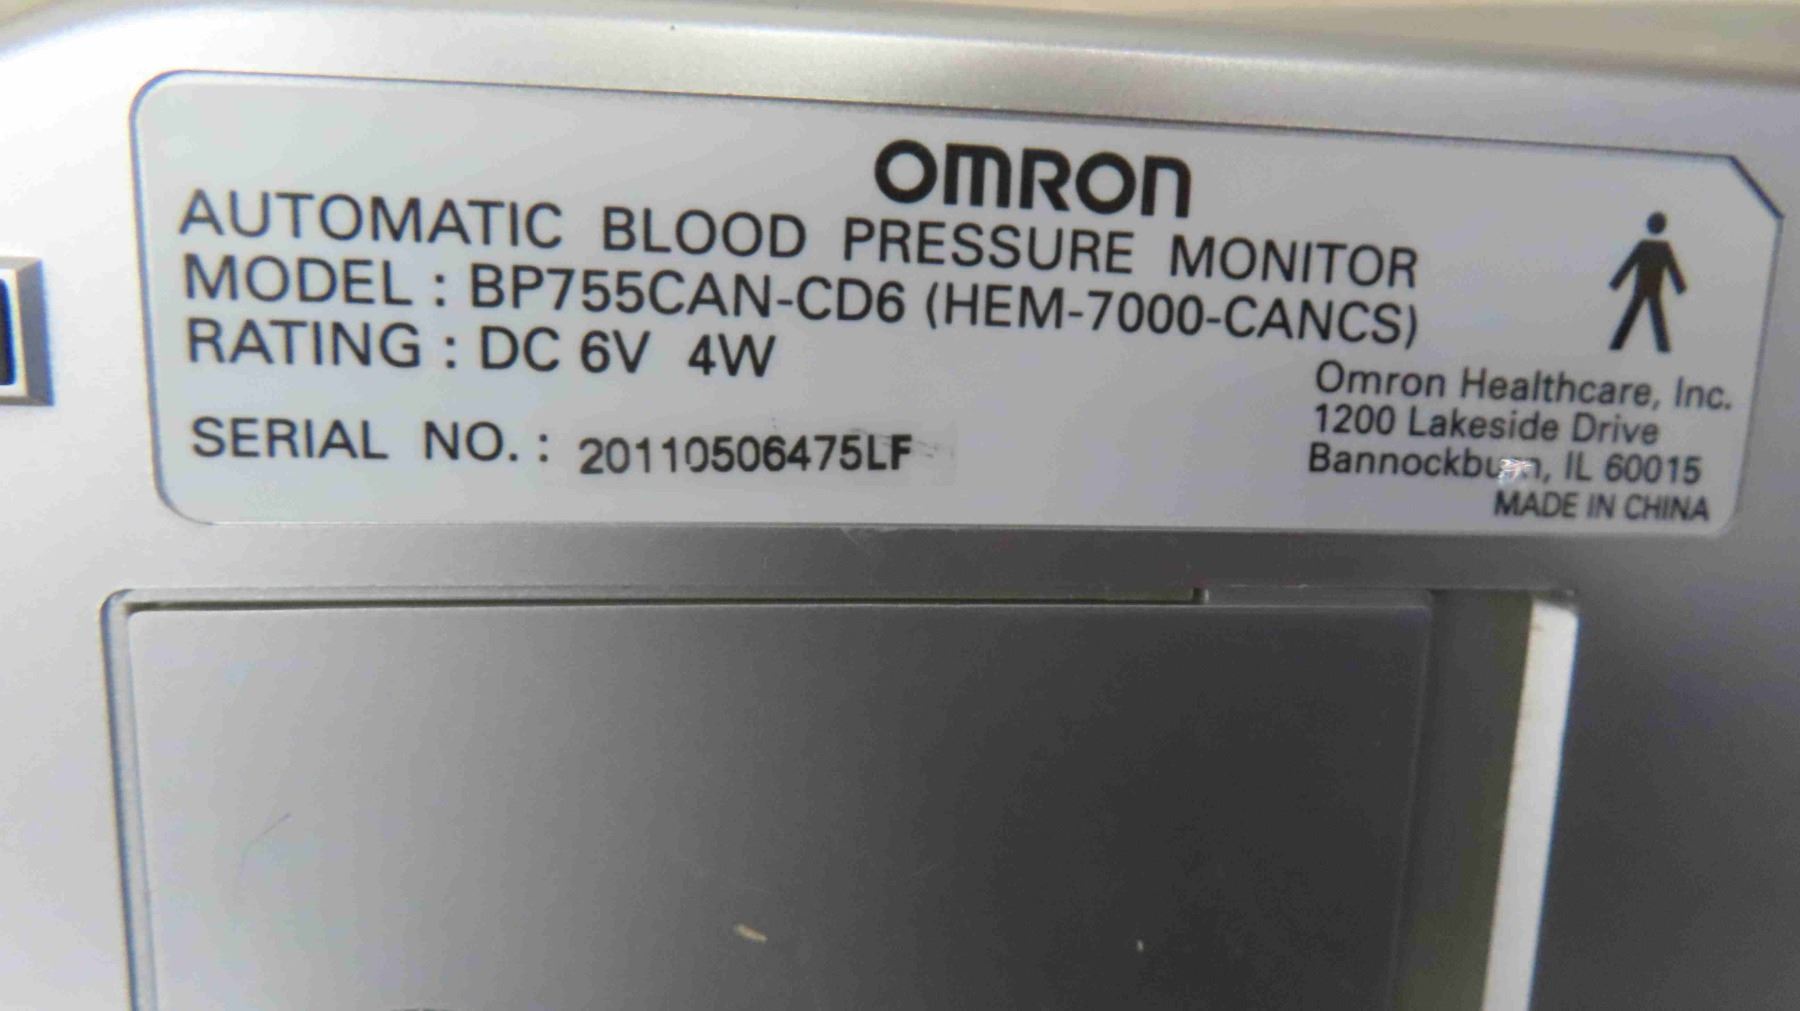 OMRON
AUTOMATIC BLOOD PRESSURE MONITOR
MODEL : BP755CAN-CD6 (HEM-7000-CANCS)
RATING : DC 6V 4W
SERIAL NO. : 20110506475LF
Omron Healthcare, Inc.
1200 Lakeside Drive
Bannockburn, IL 60015
MADE IN CHINA